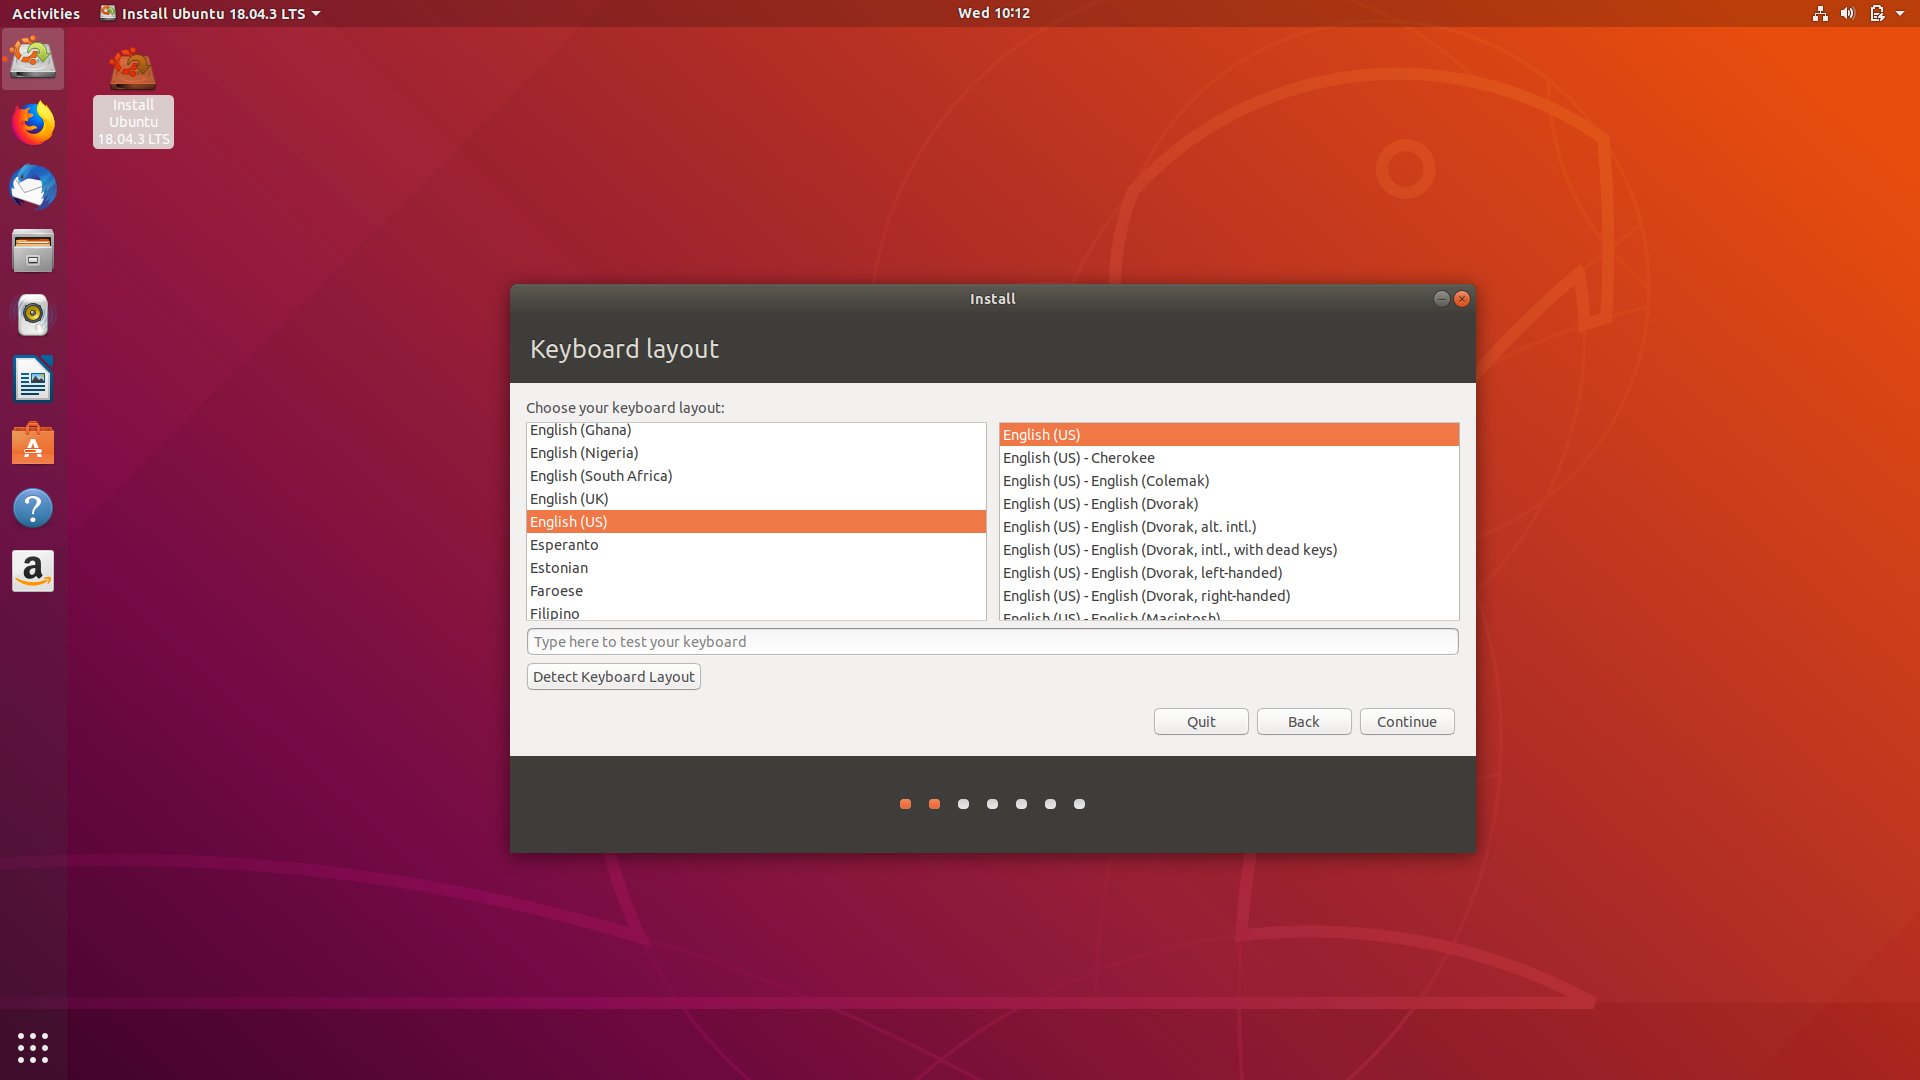 Activities
Install Ubuntu 18.04.3 LTS
Wed 10:12
Install
Ubuntu
18.04.3 LTS
Install
Keyboard layout
Choose your keyboard layout:
English (Ghana)
English (Nigeria)
English (South Africa)
English (UK)
English (US)
Esperanto
Estonian
Faroese
Filipino
English (US)
English (US) - Cherokee
English (US) - English (Colemak)
English (US) - English (Dvorak)
English (US) - English (Dvorak, alt. intl.)
English (US) - English (Dvorak, intl., with dead keys)
English (US) - English (Dvorak, left-handed)
English (US) - English (Dvorak, right-handed)
English (US) - English (Macintosh)
Type here to test your keyboard
Detect Keyboard Layout
Quit
Back
Continue